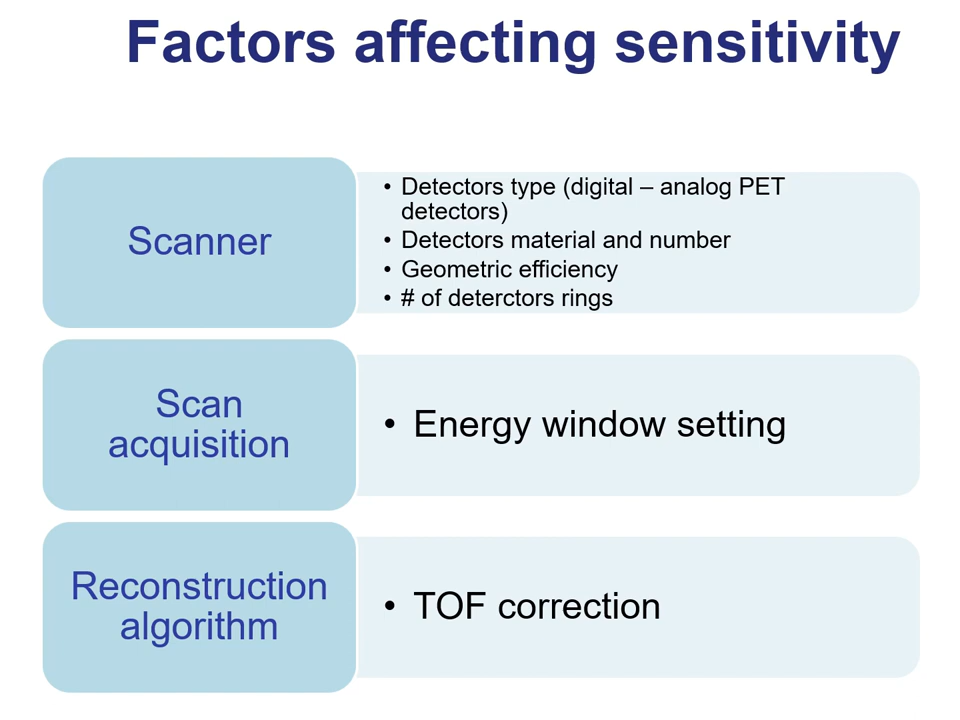 Factors affecting sensitivity
Scanner
• Detectors type (digital – analog PET
detectors)
• Detectors material and number
• Geometric efficiency
• # of deterctors rings
Scan
acquisition
• Energy window setting
Reconstruction
algorithm
• TOF correction